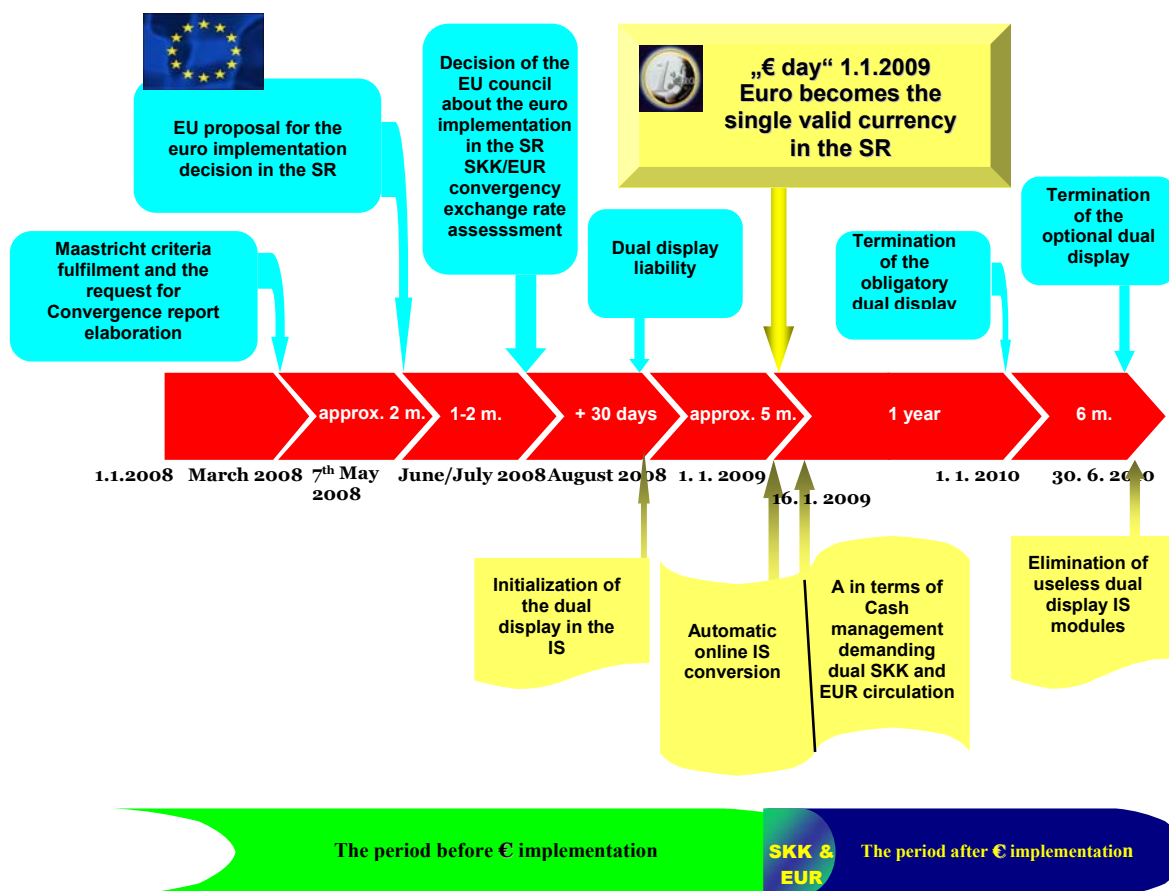 EU proposal for the
euro implementation
decision in the SR
Decision of the
EU council
about the euro
implementation
in the SR
SKK/EUR
convergency
exchange rate
assesssment
„€ day“ 1.1.2009
Euro becomes the
single valid currency
in the SR
Maastricht criteria
fulfilment and the
request for
Convergence report
elaboration
Dual display
liability
Termination
of the
obligatory
dual display
Termination
of the
optional dual
display
approx. 2 m.
1-2 m.
+ 30 days
approx. 5 m.
1 year
6 m.
1.1.2008
March 2008
7th May
2008
June/July 2008
August 2008
1. 1. 2009
16. 1. 2009
1. 1. 2010
30. 6. 2010
Initialization of
the dual
display in the
IS
Automatic
online IS
conversion
A in terms of
Cash
management
demanding
dual SKK and
EUR circulation
Elimination of
useless dual
display IS
modules
The period before € implementation
SKK &
EUR
The period after € implementation